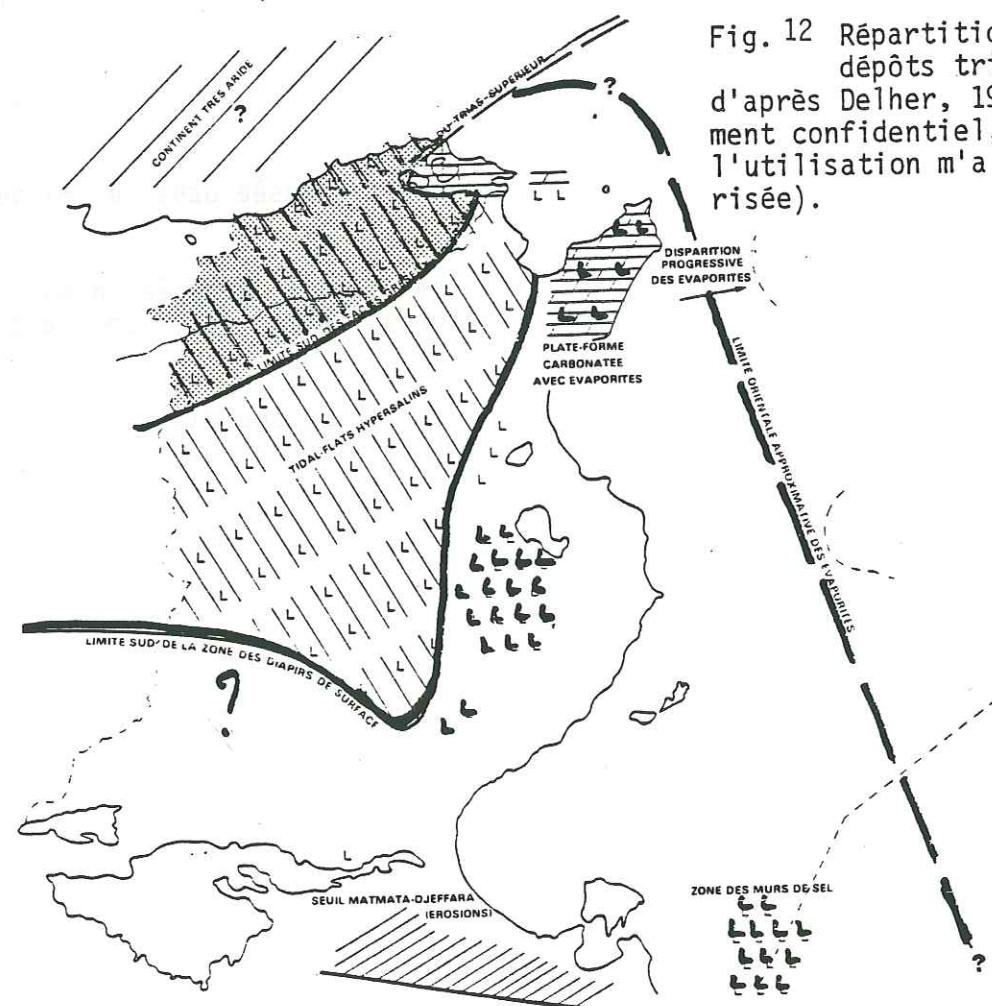 Fig. 12 Répartitio
dépôts tri
d'après Delher, 19
ment confidentiel,
l'utilisation m'a
risée).
CONTINENT TRES ARIDE
?
DU TRIAS-SUPERIEUR
?
DISPARITION
PROGRESSIVE
DES EVAPORITES
LIMITE SUD DES
PLATE-FORME
CARBONATEE
AVEC EVAPORITES
TIDAL-FLATS HYPERSALINS
LIMITE ORIENTALE APPROXIMATIVE DES EVAPORITES
LIMITE SUD DE LA ZONE DES DIAPIRS DE SURFACE
?
SEUIL MATMATA-DJEFFARA
(EROSIONS)
ZONE DES MURS DE SEL
?